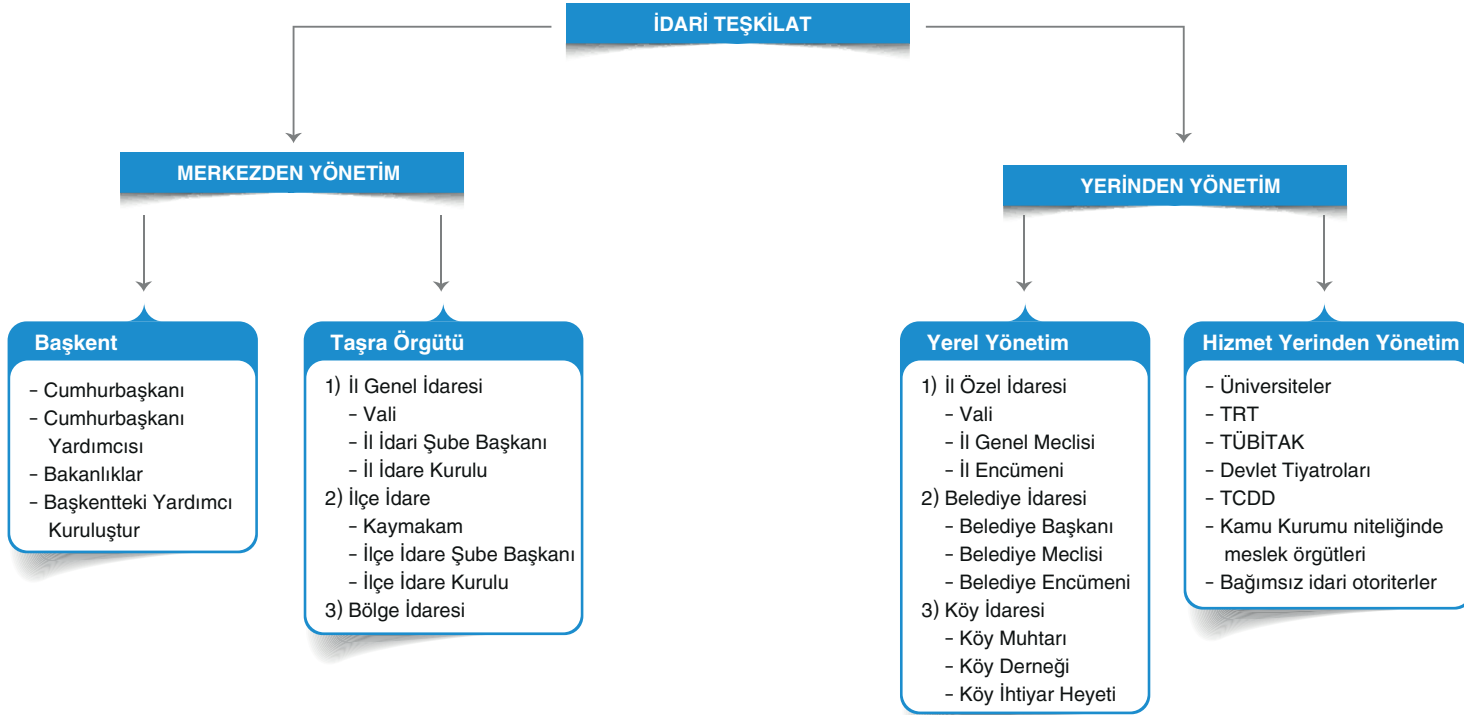 İDARİ TEŞKİLAT
MERKEZDEN YÖNETİM
YERİNDEN YÖNETİM
Başkent
- Cumhurbaşkanı
- Cumhurbaşkanı
Yardımcısı
- Bakanlıklar
- Başkentteki Yardımcı
Kuruluştur
Taşra Örgütü
1) İl Genel İdaresi
- Vali
- İl İdari Şube Başkanı
- İl İdare Kurulu
2) İlçe İdare
- Kaymakam
- İlçe İdare Şube Başkanı
- İlçe İdare Kurulu
3) Bölge İdaresi
Yerel Yönetim
1) İl Özel İdaresi
- Vali
- İl Genel Meclisi
- İl Encümeni
2) Belediye İdaresi
- Belediye Başkanı
- Belediye Meclisi
- Belediye Encümeni
3) Köy İdaresi
- Köy Muhtarı
- Köy Derneği
- Köy İhtiyar Heyeti
Hizmet Yerinden Yönetim
- Üniversiteler
- TRT
- TÜBİTAK
- Devlet Tiyatroları
- TCDD
- Kamu Kurumu niteliğinde
meslek örgütleri
- Bağımsız idari otoriterler